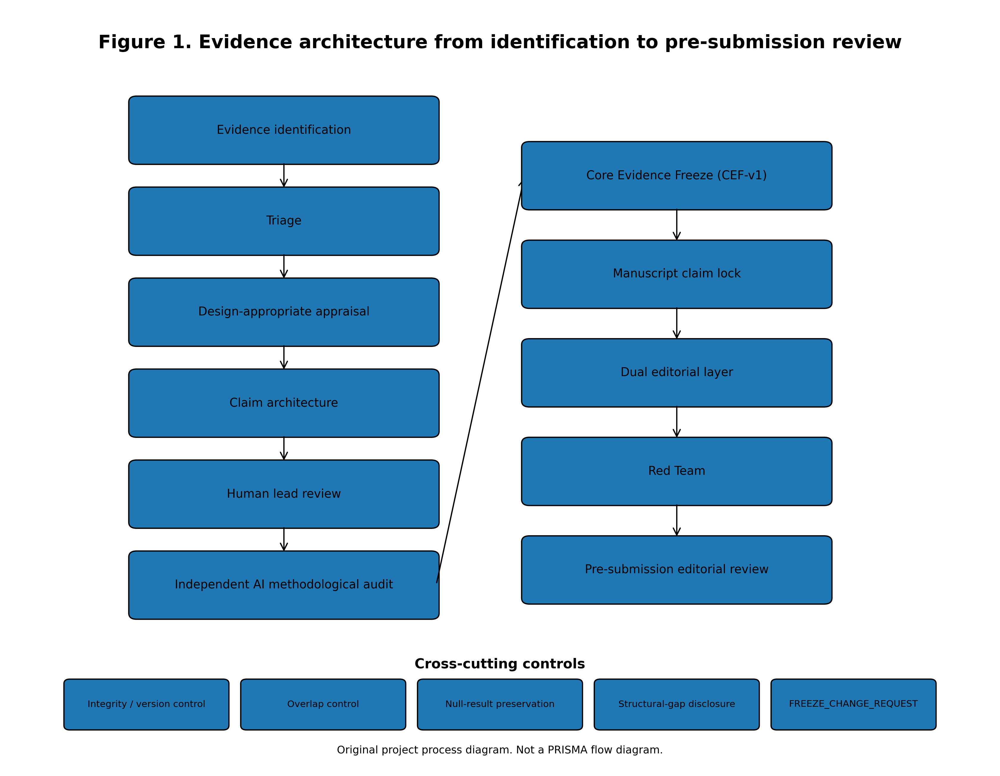 Figure 1. Evidence architecture from identification to pre-submission review
Evidence identification
Triage
Design-appropriate appraisal
Claim architecture
Human lead review
Independent AI methodological audit
Core Evidence Freeze (CEF-v1)
Manuscript claim lock
Dual editorial layer
Red Team
Pre-submission editorial review
Cross-cutting controls
Integrity / version control
Overlap control
Null-result preservation
Structural-gap disclosure
FREEZE_CHANGE_REQUEST
Original project process diagram. Not a PRISMA flow diagram.